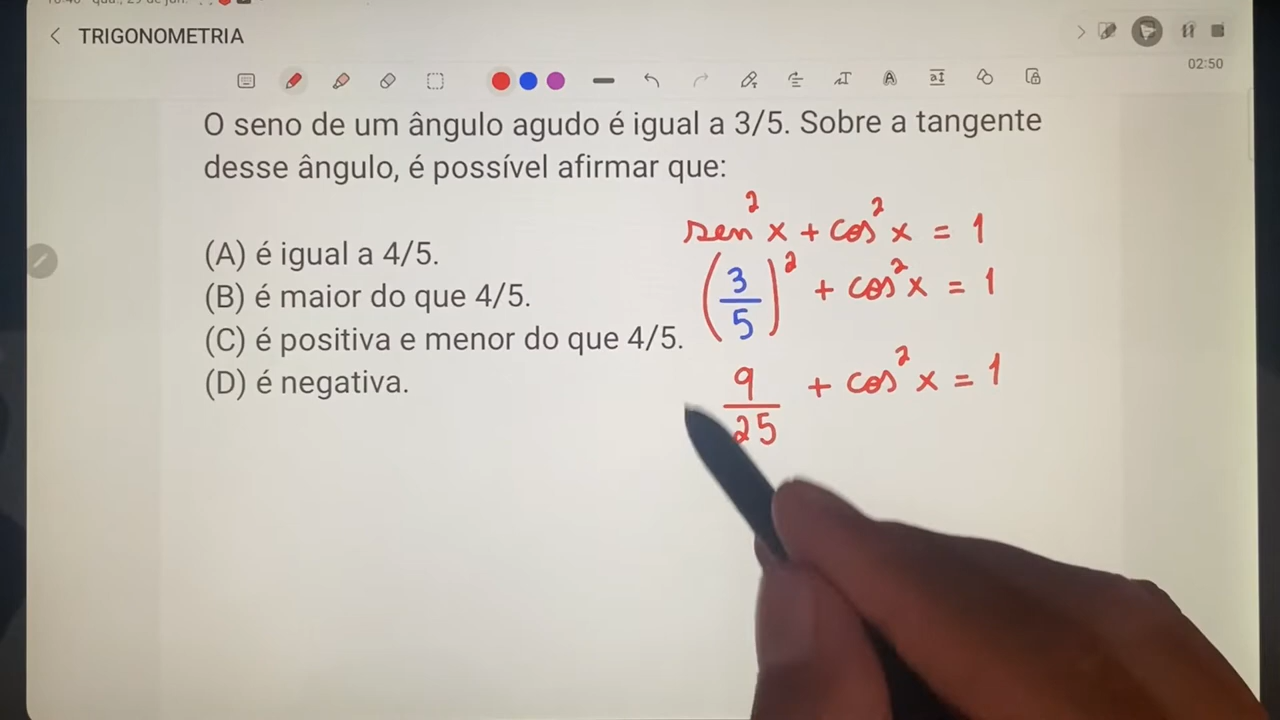 TRIGONOMETRIA
02:50
O seno de um ângulo agudo é igual a 3/5. Sobre a tangente
desse ângulo, é possível afirmar que:
(A) é igual a 4/5.
(B) é maior do que 4/5.
(C) é positiva e menor do que 4/5.
(D) é negativa.
sen²x + cos²x = 1
(3/5)² + cos²x = 1
9/25 + cos²x = 1